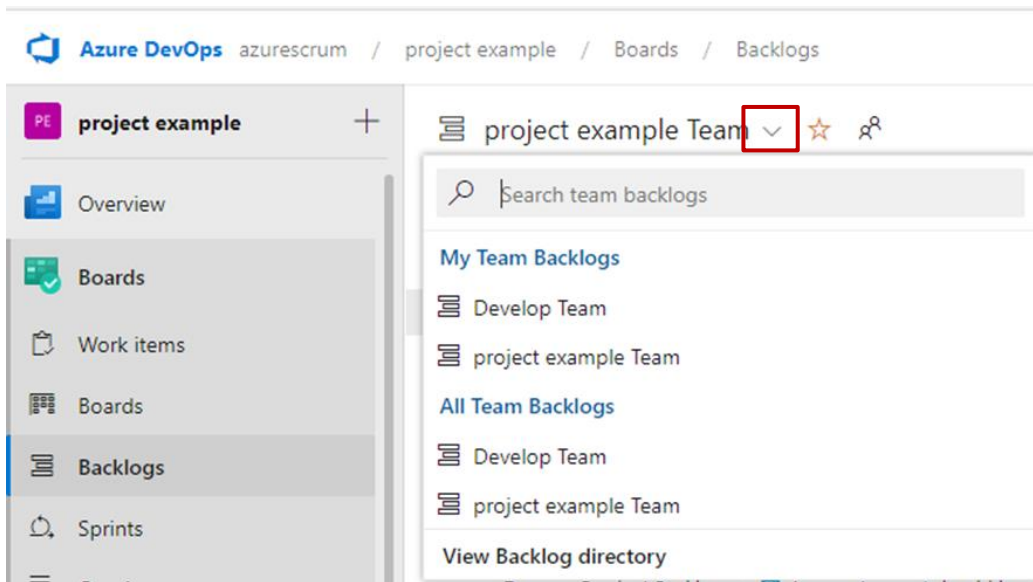 Azure DevOps azurescrum / project example / Boards / Backlogs
PE project example
project example Team
Overview
Search team backlogs
My Team Backlogs
Boards
Develop Team
Work items
project example Team
Boards
All Team Backlogs
Backlogs
Develop Team
Sprints
project example Team
View Backlog directory